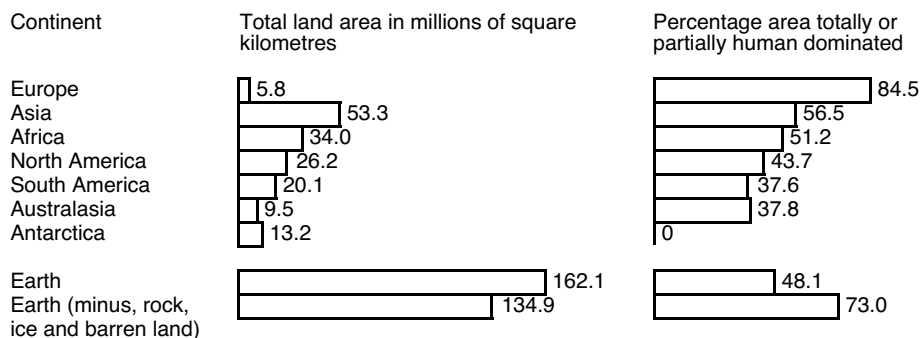 Continent Total land area in millions of square kilometres Percentage area totally or partially human dominated
Europe 5.8 84.5
Asia 53.3 56.5
Africa 34.0 51.2
North America 26.2 43.7
South America 20.1 37.6
Australasia 9.5 37.8
Antarctica 13.2 0
Earth 162.1 48.1
Earth (minus, rock, 134.9 73.0
ice and barren land)